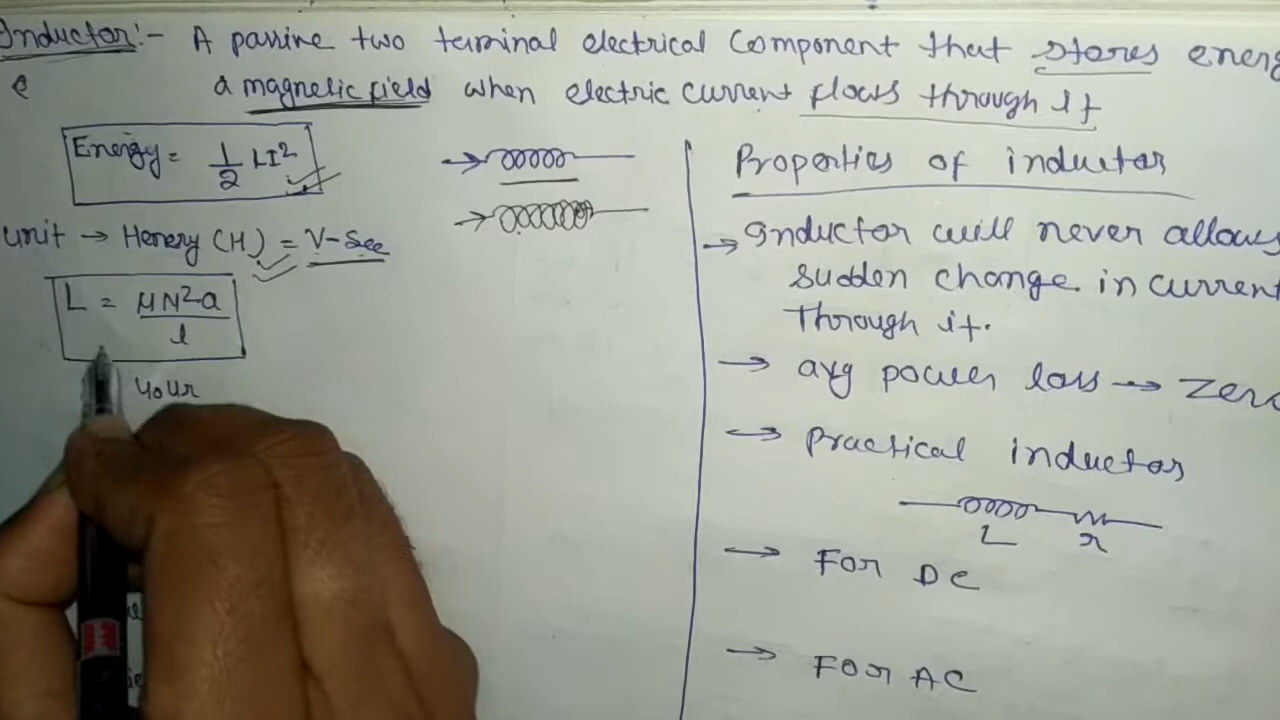 Inductor:- A passive two terminal electrical component that stores energ
e a magnetic field when electric current flows through it
Energy = 1/2 LI²
Unit → Henery (H) = V-Sec
L = μN²a / l
μoμr
Properties of inductor
→ Inductor will never allows
sudden change in current
through it.
→ avg power loss → Zero
→ Practical inductor
L r
→ For DC
→ For AC